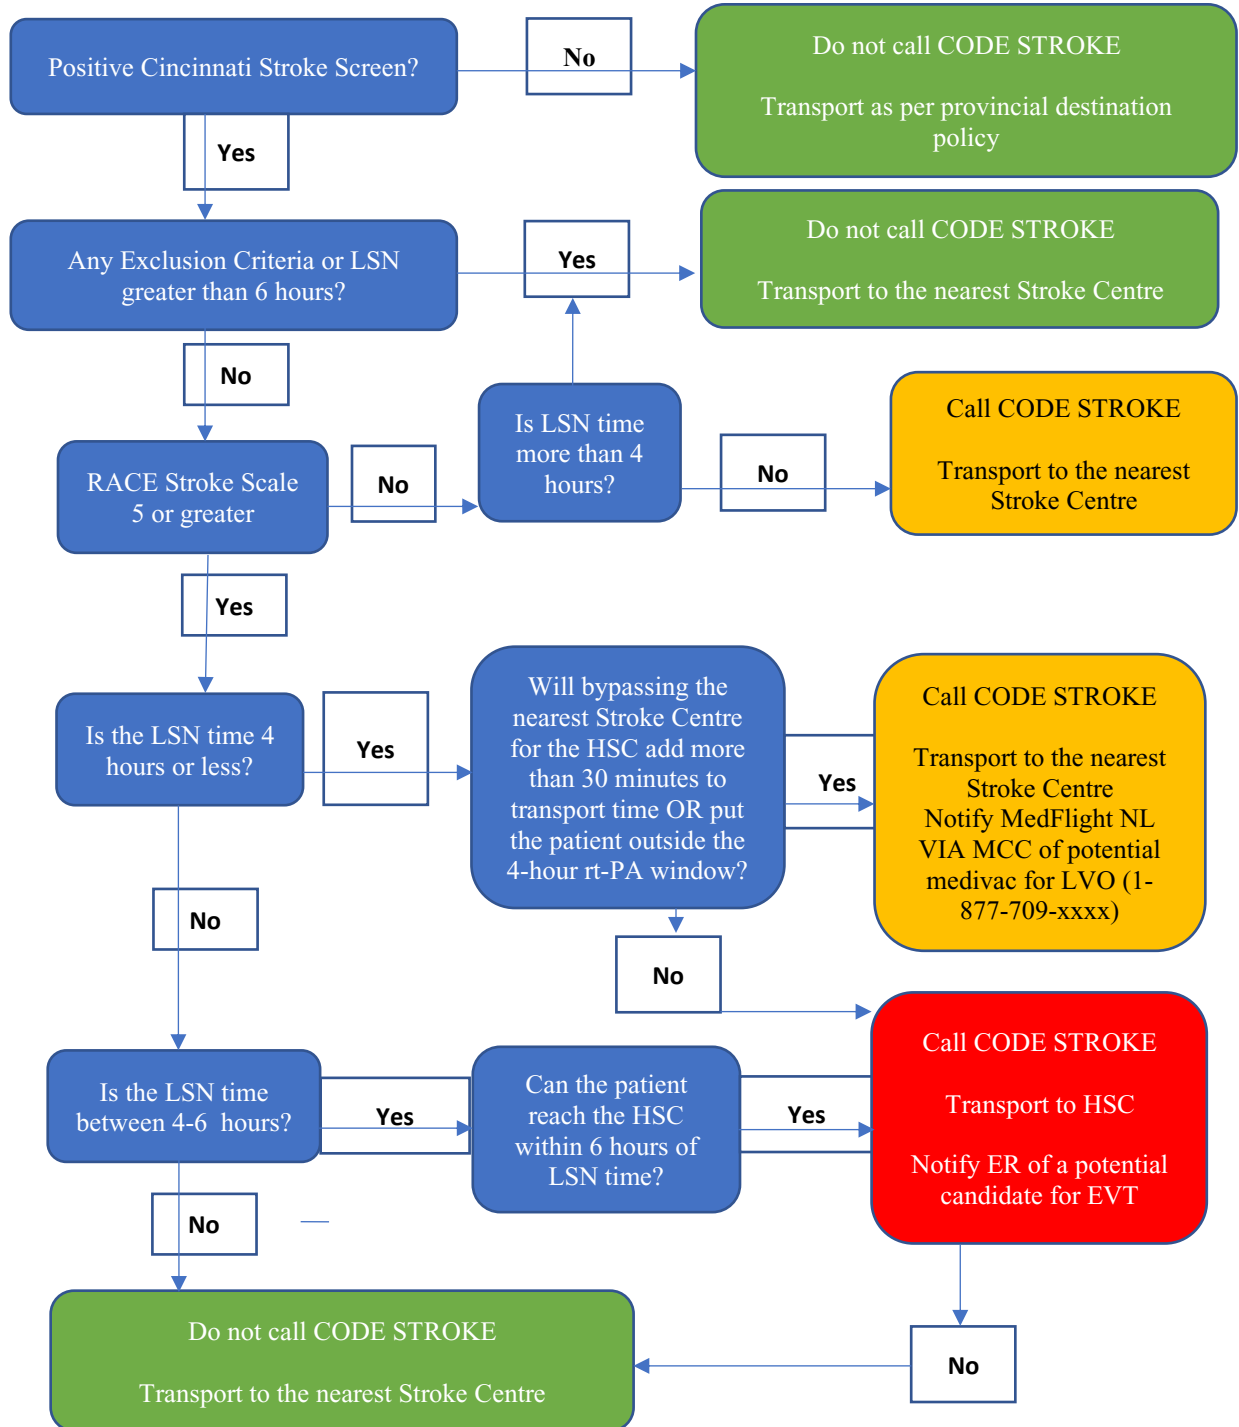 Positive Cincinnati Stroke Screen?
No
Do not call CODE STROKE
Transport as per provincial destination
policy
Yes
Any Exclusion Criteria or LSN
greater than 6 hours?
Yes
Do not call CODE STROKE
Transport to the nearest Stroke Centre
No
RACE Stroke Scale
5 or greater
No
Is LSN time
more than 4
hours?
No
Call CODE STROKE
Transport to the nearest
Stroke Centre
Yes
Is the LSN time 4
hours or less?
Yes
Will bypassing the
nearest Stroke Centre
for the HSC add more
than 30 minutes to
transport time OR put
the patient outside the
4-hour rt-PA window?
Yes
Call CODE STROKE
Transport to the nearest
Stroke Centre
Notify MedFlight NL
VIA MCC of potential
medivac for LVO (1-
877-709-xxxx)
No
No
Is the LSN time
between 4-6 hours?
Yes
Can the patient
reach the HSC
within 6 hours of
LSN time?
Yes
Call CODE STROKE
Transport to HSC
Notify ER of a potential
candidate for EVT
No
No
Do not call CODE STROKE
Transport to the nearest Stroke Centre